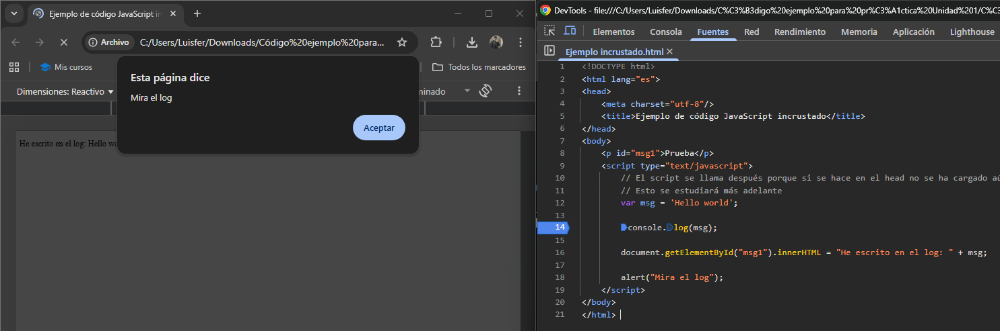 Ejemplo de código JavaScript in
Archivo
C:/Users/Luisfer/Downloads/Código%20ejemplo%20para...
Mis cursos
Todos los marcadores
Dimensiones: Reactivo
minado
Esta página dice
Mira el log
Aceptar
He escrito en el log: Hello wo
DevTools - file:///C:/Users/Luisfer/Downloads/C%C3%B3digo%20ejemplo%20para%20pr%C3%A1ctica%20Unidad%201/C%C3
Elementos Consola Fuentes Red Rendimiento Memoria Aplicación Lighthouse
Ejemplo incrustado.html
1 <!DOCTYPE html>
2 <html lang="es">
3 <head>
4 <meta charset="utf-8"/>
5 <title>Ejemplo de código JavaScript incrustado</title>
6 </head>
7 <body>
8 <p id="msg1">Prueba</p>
9 <script type="text/javascript">
10 // El script se llama después porque si se hace en el head no se ha cargado aú
11 // Esto se estudiará más adelante
12 var msg = 'Hello world';
13
14 console.log(msg);
15
16 document.getElementById("msg1").innerHTML = "He escrito en el log: " + msg;
17
18 alert("Mira el log");
19 </script>
20 </body>
21 </html>